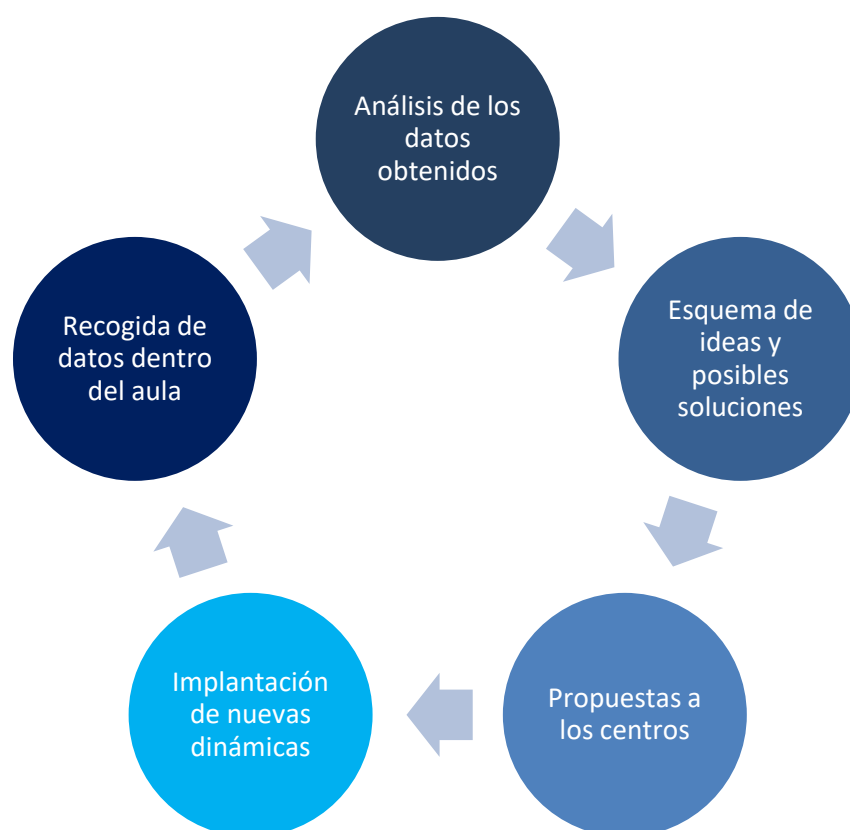 Análisis de los
datos
obtenidos
Esquema de
ideas y
posibles
soluciones
Propuestas a
los centros
Implantación
de nuevas
dinámicas
Recogida de
datos dentro
del aula